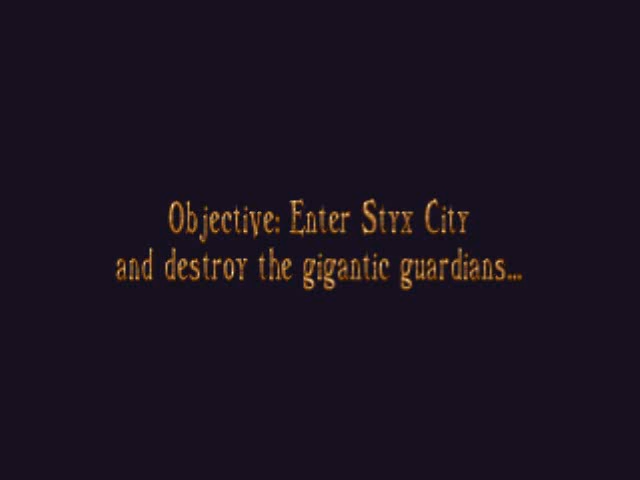 Objective: Enter Styx City
and destroy the gigantic guardians...